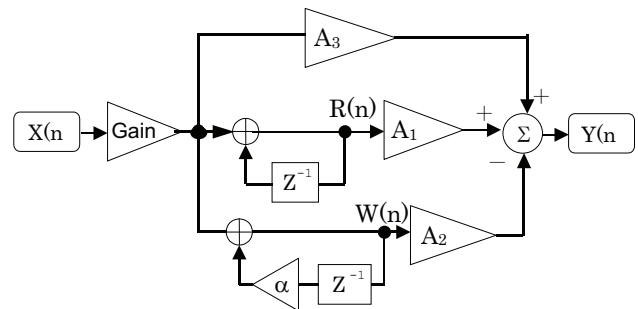 A₃
X(n
Gain
R(n)
A₁
+
+
−
Σ
Y(n
Z⁻¹
W(n)
A₂
α
Z⁻¹